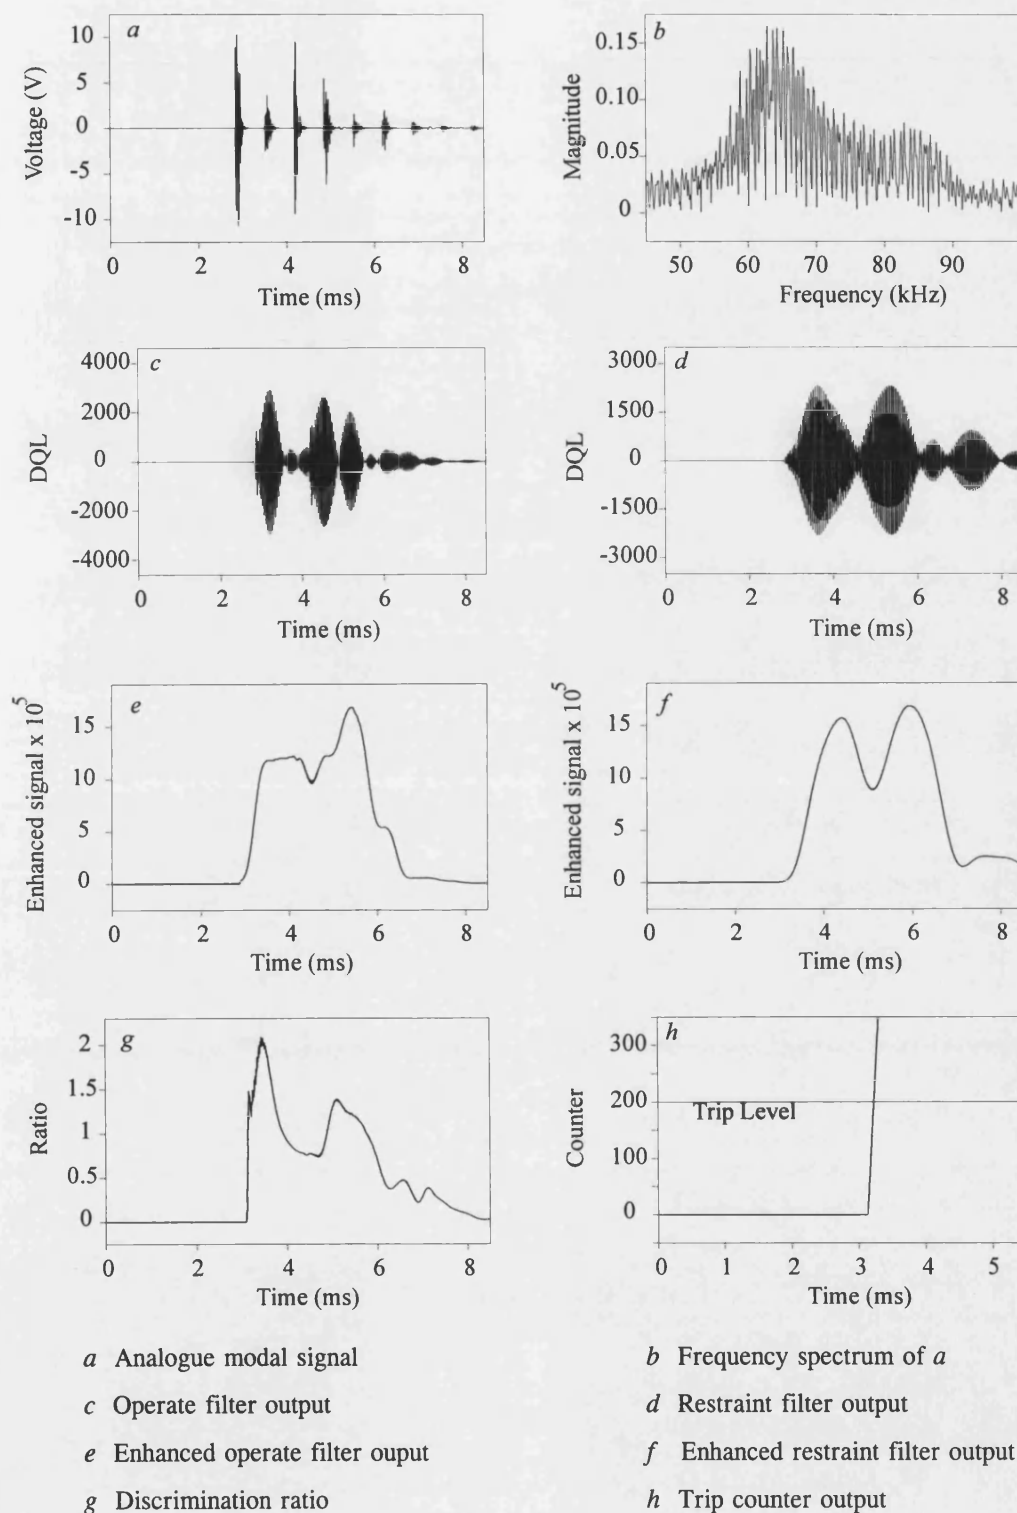 a
10
5
0
-5
-10
Voltage (V)
0 2 4 6 8
Time (ms)
b
0.15
0.10
0.05
0
Magnitude
50 60 70 80 90
Frequency (kHz)
c
4000
2000
0
-2000
-4000
DQL
0 2 4 6 8
Time (ms)
d
3000
1500
0
-1500
-3000
DQL
0 2 4 6 8
Time (ms)
e
15
10
5
0
Enhanced signal x 10⁵
0 2 4 6 8
Time (ms)
f
15
10
5
0
Enhanced signal x 10⁵
0 2 4 6 8
Time (ms)
g
2
1.5
1
0.5
0
Ratio
0 2 4 6 8
Time (ms)
h
300
200
100
0
Counter
Trip Level
0 1 2 3 4 5
Time (ms)
a Analogue modal signal
b Frequency spectrum of a
c Operate filter output
d Restraint filter output
e Enhanced operate filter ouput
f Enhanced restraint filter output
g Discrimination ratio
h Trip counter output